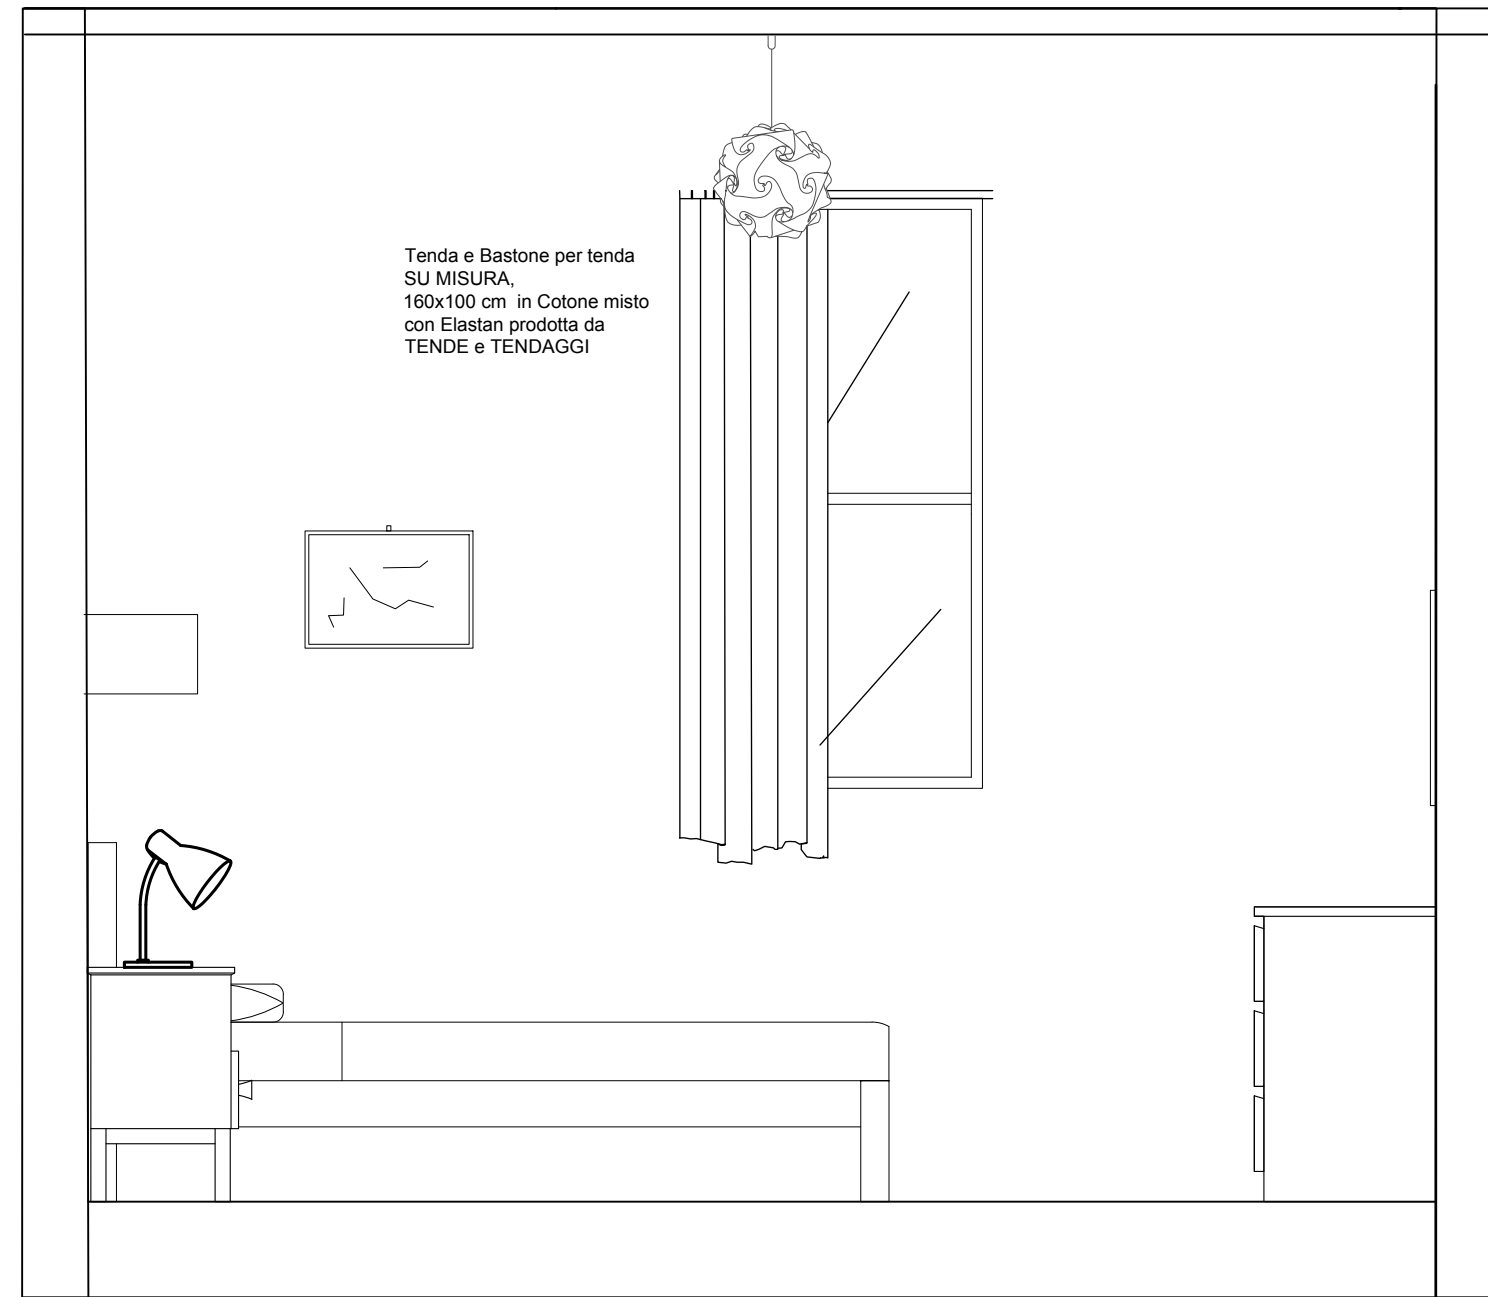 Tenda e Bastone per tenda
SU MISURA,
160x100 cm  in Cotone misto
con Elastan prodotta da
TENDE e TENDAGGI